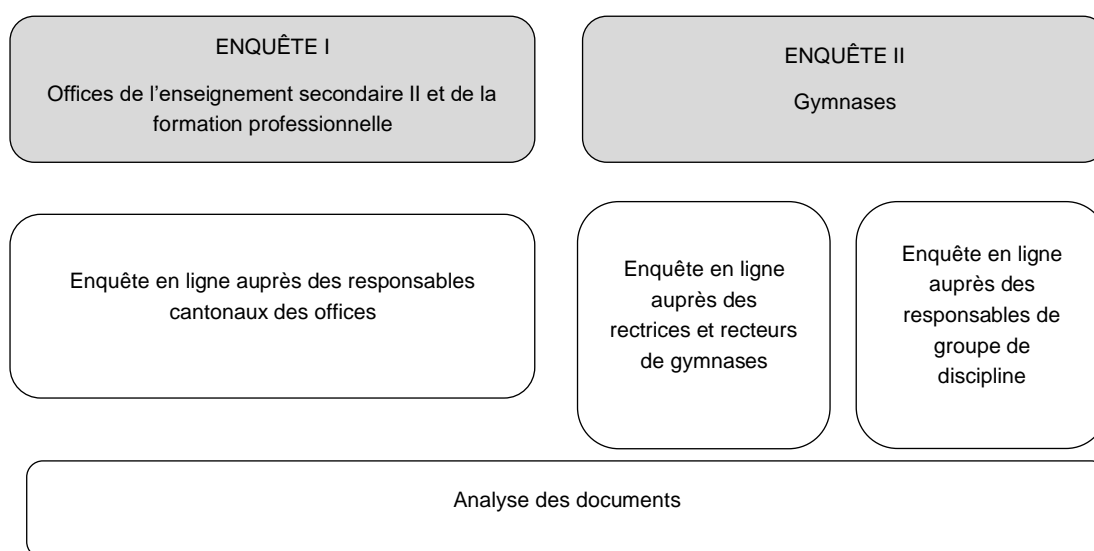 ENQUÊTE I
Offices de l’enseignement secondaire II et de la
formation professionnelle
ENQUÊTE II
Gymnases
Enquête en ligne auprès des responsables
cantonaux des offices
Enquête en ligne
auprès des
rectrices et recteurs
de gymnases
Enquête en ligne
auprès des
responsables de
groupe de
discipline
Analyse des documents